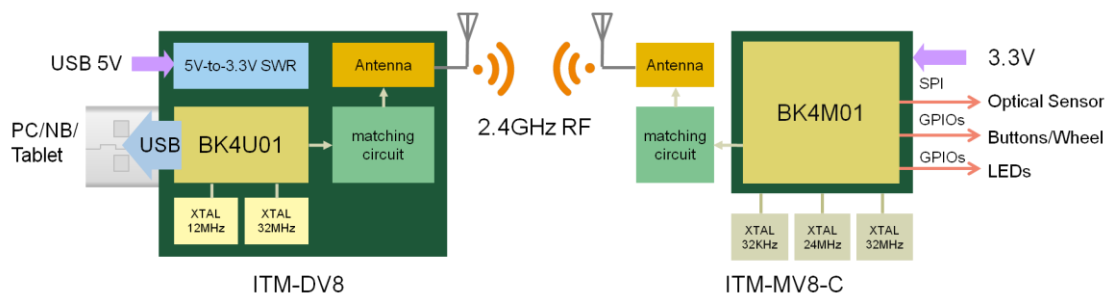 USB 5V
5V-to-3.3V SWR
Antenna
PC/NB/
Tablet
USB
BK4U01
matching
circuit
XTAL
12MHz
XTAL
32MHz
ITM-DV8
2.4GHz RF
Antenna
matching
circuit
BK4M01
3.3V
SPI
Optical Sensor
GPIOs
Buttons/Wheel
GPIOs
LEDs
XTAL
32KHz
XTAL
24MHz
XTAL
32MHz
ITM-MV8-C